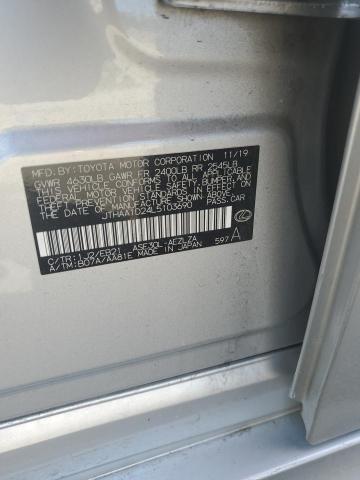 MFD. BY: TOYOTA MOTOR CORPORATION 11/19
GVWR 4630LB GAWR FR 2400LB RR 2545LB
THIS VEHICLE CONFORMS TO ALL APPLICABLE
FEDERAL MOTOR VEHICLE SAFETY, BUMPER, AND
THEFT PREVENTION STANDARDS IN EFFECT ON
THE DATE OF MANUFACTURE SHOWN ABOVE.
JTHAA1D24L5103690 PASS.CAR
C/TR:1J2/EB21 ASE30L-AEZLZA
A/TM:B07A/AA81E MADE IN JAPAN 597 A